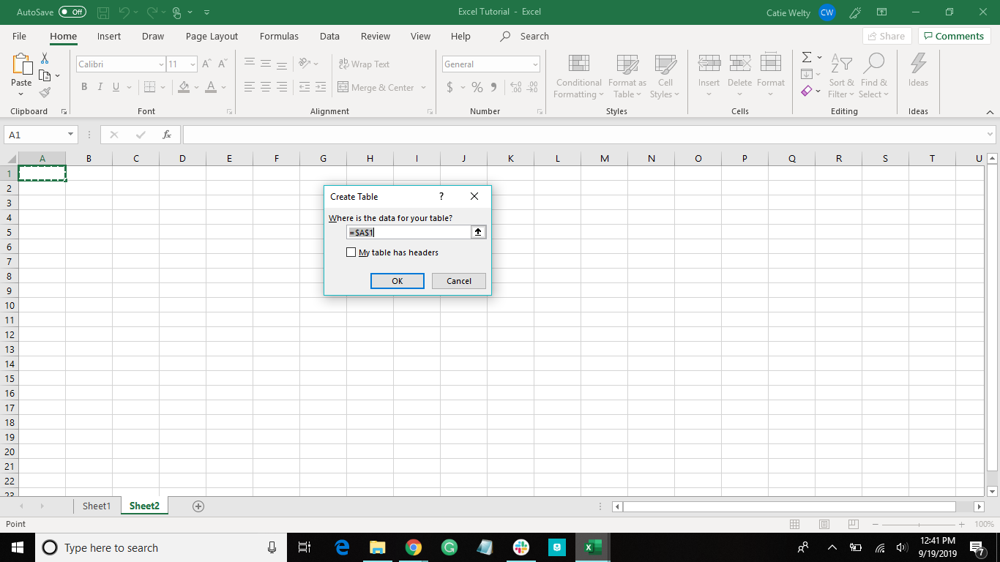 AutoSave Off Excel Tutorial - Excel Catie Welty CW
File Home Insert Draw Page Layout Formulas Data Review View Help Search Share Comments
Calibri 11 Wrap Text General
Paste B I U Merge & Center $ % 9 Conditional Formatting Format as Table Cell Styles Insert Delete Format Sort & Filter Find & Select Ideas
Clipboard Font Alignment Number Styles Cells Editing Ideas
A1 fx
A B C D E F G H I J K L M N O P Q R S T U
1
2
Create Table ?
3
4
Where is the data for your table?
5
=$A$1
6
My table has headers
7
8
OK Cancel
9
10
11
12
13
14
15
16
17
18
19
20
21
22
23
Sheet1 Sheet2
Point 100%
Type here to search 12:41 PM
9/19/2019 7